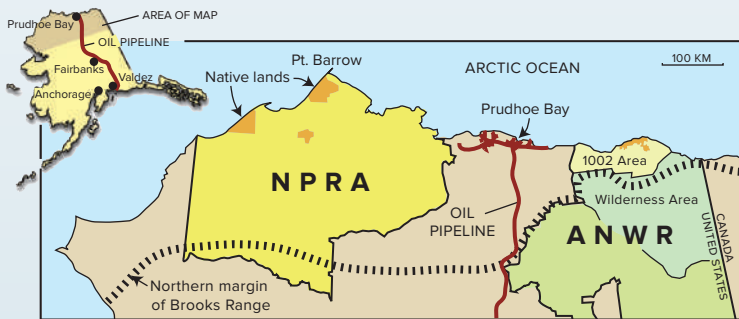 Prudhoe Bay
AREA OF MAP
OIL PIPELINE
Fairbanks
Valdez
Anchorage
Pt. Barrow
Native lands
ARCTIC OCEAN
100 KM
Prudhoe Bay
1002 Area
NPRA
Wilderness Area
OIL
PIPELINE
ANWR
CANADA
UNITED STATES
Northern margin
of Brooks Range